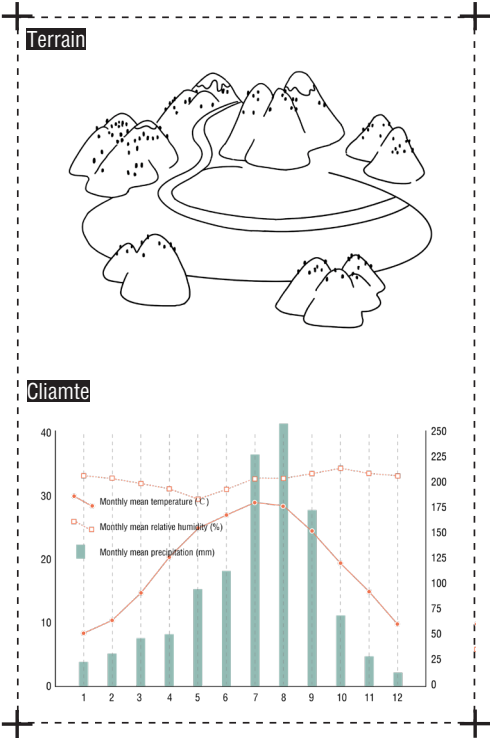 Terrain
Cliamte
40
30
20
10
0
250
225
200
175
150
125
100
75
50
25
0
Monthly mean temperature (℃)
Monthly mean relative humidity (%)
Monthly mean precipitation (mm)
1 2 3 4 5 6 7 8 9 10 11 12